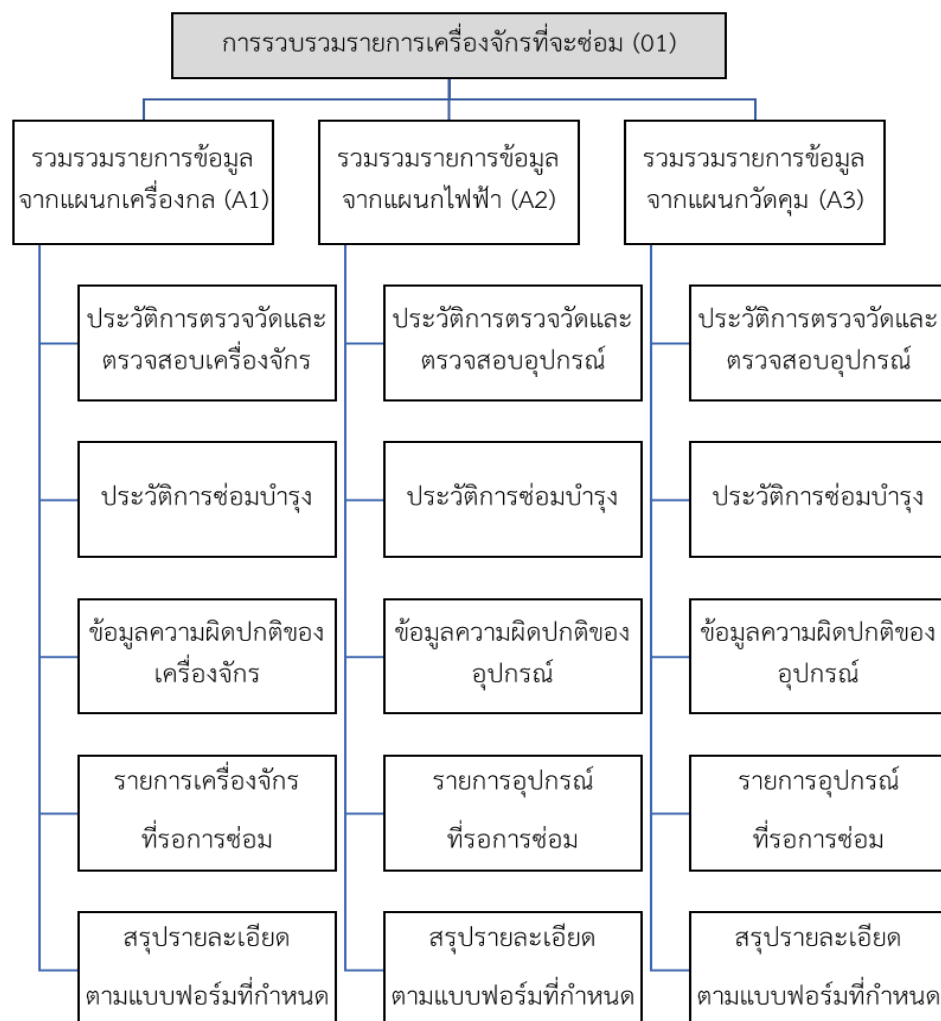 การรวบรวมรายการเครื่องจักรที่จะซ่อม (01)
รวมรวมรายการข้อมูล
จากแผนกเครื่องกล (A1)
ประวัติการตรวจวัดและ
ตรวจสอบเครื่องจักร
ประวัติการซ่อมบำรุง
ข้อมูลความผิดปกติของ
เครื่องจักร
รายการเครื่องจักร
ที่รอการซ่อม
สรุปรายละเอียด
ตามแบบฟอร์มที่กำหนด
รวมรวมรายการข้อมูล
จากแผนกไฟฟ้า (A2)
ประวัติการตรวจวัดและ
ตรวจสอบอุปกรณ์
ประวัติการซ่อมบำรุง
ข้อมูลความผิดปกติของ
อุปกรณ์
รายการอุปกรณ์
ที่รอการซ่อม
สรุปรายละเอียด
ตามแบบฟอร์มที่กำหนด
รวมรวมรายการข้อมูล
จากแผนกวัดคุม (A3)
ประวัติการตรวจวัดและ
ตรวจสอบอุปกรณ์
ประวัติการซ่อมบำรุง
ข้อมูลความผิดปกติของ
อุปกรณ์
รายการอุปกรณ์
ที่รอการซ่อม
สรุปรายละเอียด
ตามแบบฟอร์มที่กำหนด